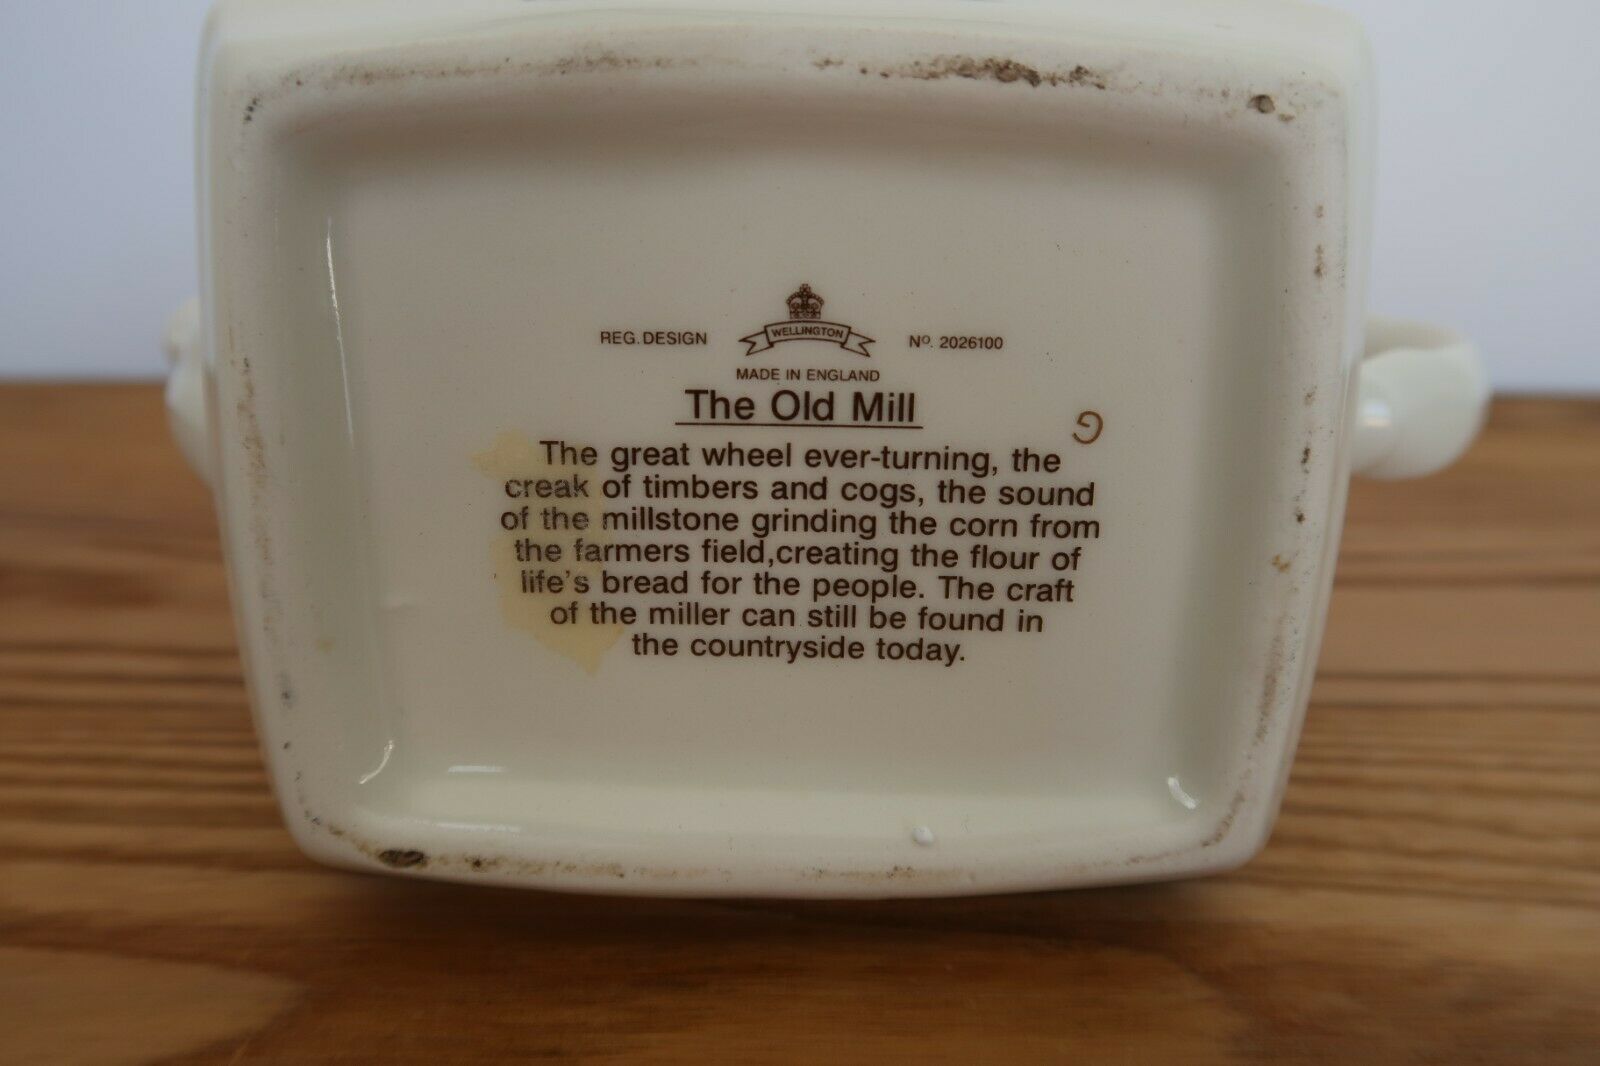 WELLINGTON
REG. DESIGN Nº. 2026100
MADE IN ENGLAND
The Old Mill
G
The great wheel ever-turning, the
creak of timbers and cogs, the sound
of the millstone grinding the corn from
the farmers field,creating the flour of
life's bread for the people. The craft
of the miller can still be found in
the countryside today.